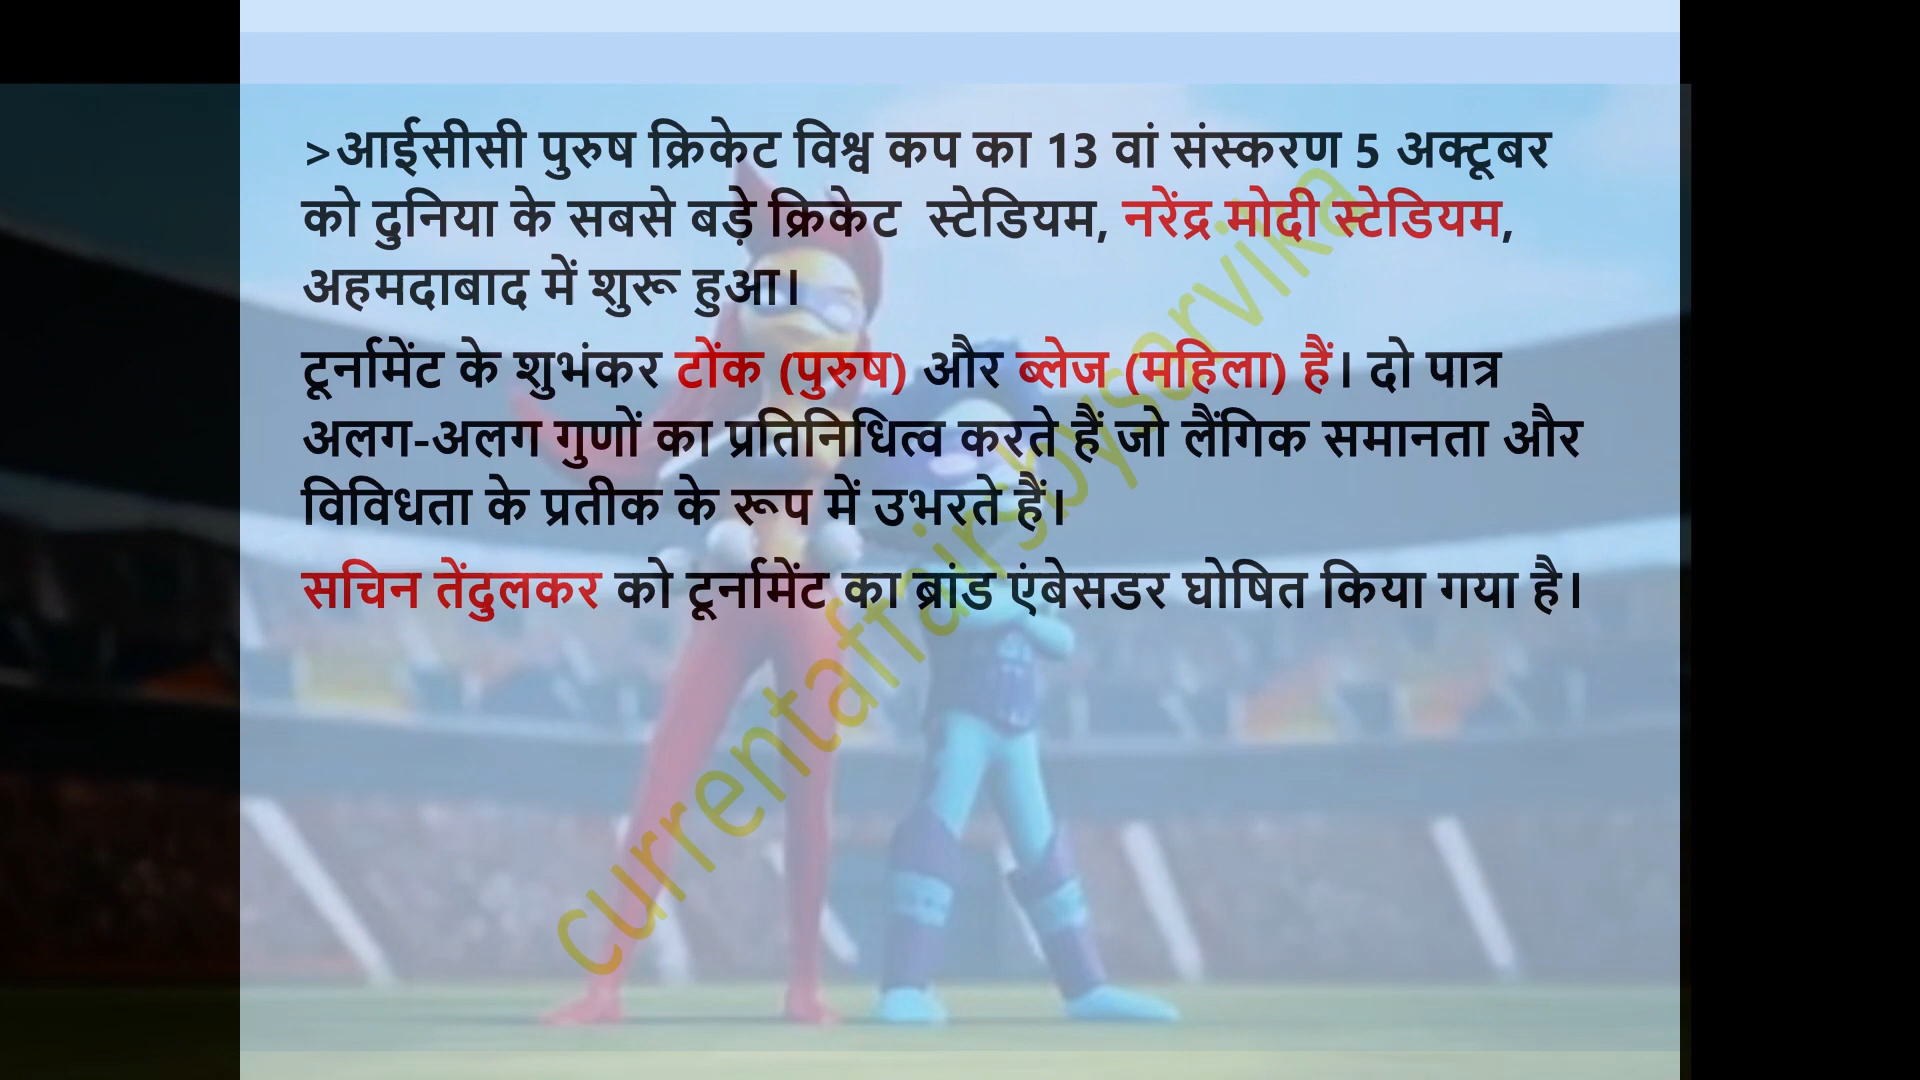 >आईसीसी पुरुष क्रिकेट विश्व कप का 13 वां संस्करण 5 अक्टूबर
को दुनिया के सबसे बड़े क्रिकेट स्टेडियम, नरेंद्र मोदी स्टेडियम,
अहमदाबाद में शुरू हुआ।
टूर्नामेंट के शुभंकर टोंक (पुरुष) और ब्लेज (महिला) हैं। दो पात्र
अलग-अलग गुणों का प्रतिनिधित्व करते हैं जो लैंगिक समानता और
विविधता के प्रतीक के रूप में उभरते हैं।
सचिन तेंदुलकर को टूर्नामेंट का ब्रांड एंबेसडर घोषित किया गया है।
currentaffairsbysarvika